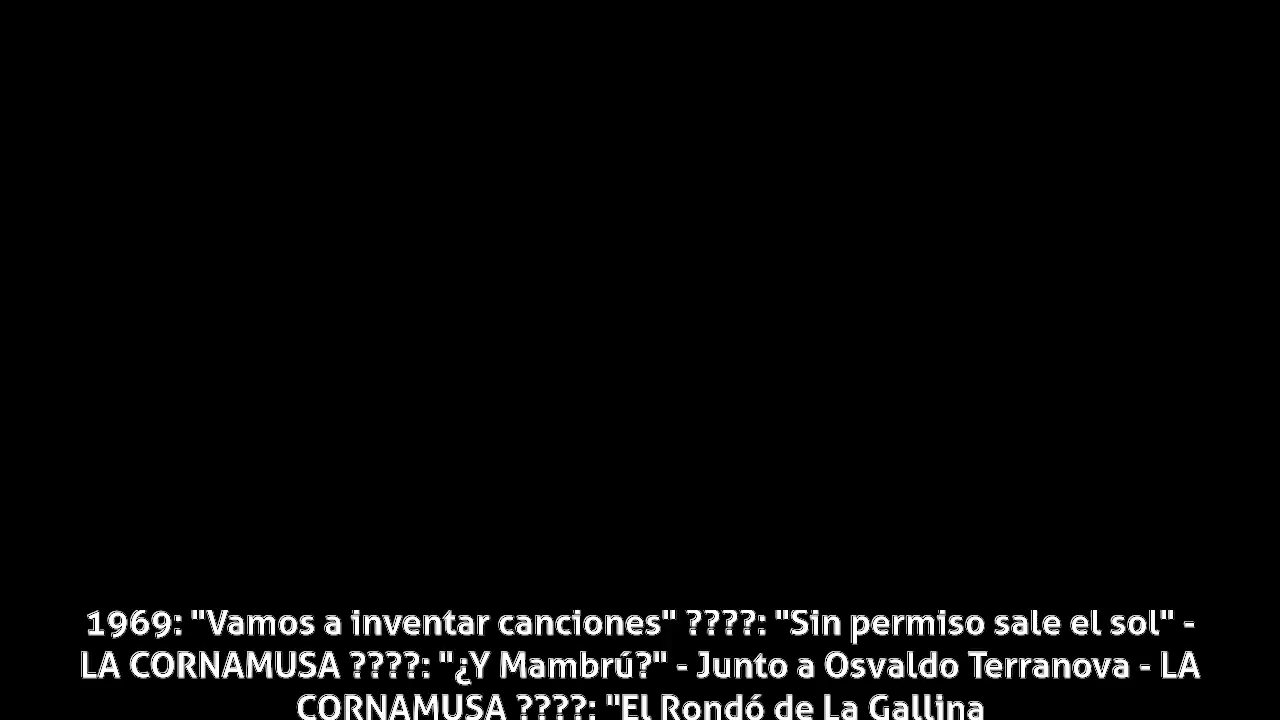 1969: "Vamos a inventar canciones" ????: "Sin permiso sale el sol" -
LA CORNAMUSA ????: "¿Y Mambrú?" - Junto a Osvaldo Terranova - LA
CORNAMUSA ????: "El Rondó de La Gallina